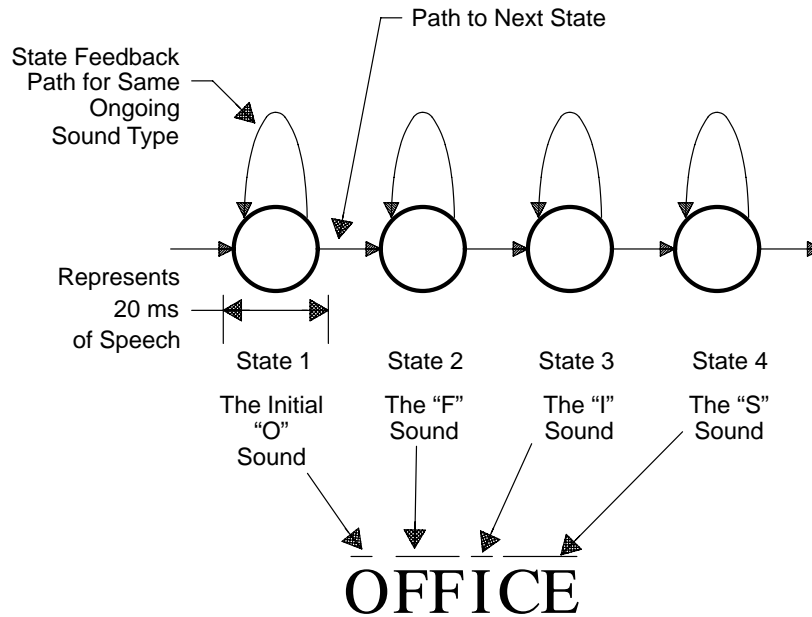 Path to Next State
State Feedback
Path for Same
Ongoing
Sound Type
Represents
20 ms
of Speech
State 1
State 2
State 3
State 4
The Initial
“O”
Sound
The “F”
Sound
The “I”
Sound
The “S”
Sound
OFFICE